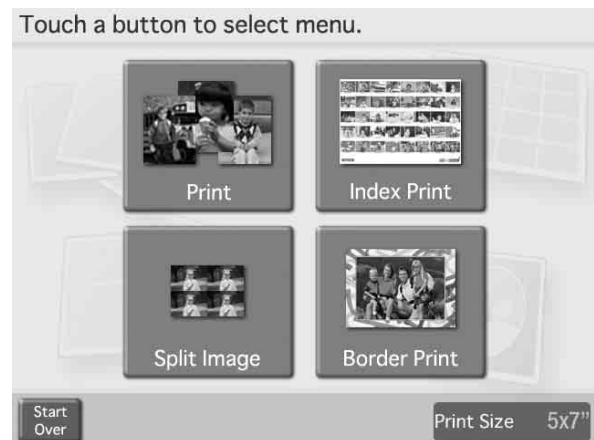 Touch a button to select menu.
Print
Index Print
Split Image
Border Print
Start
Over
Print Size 5x7”